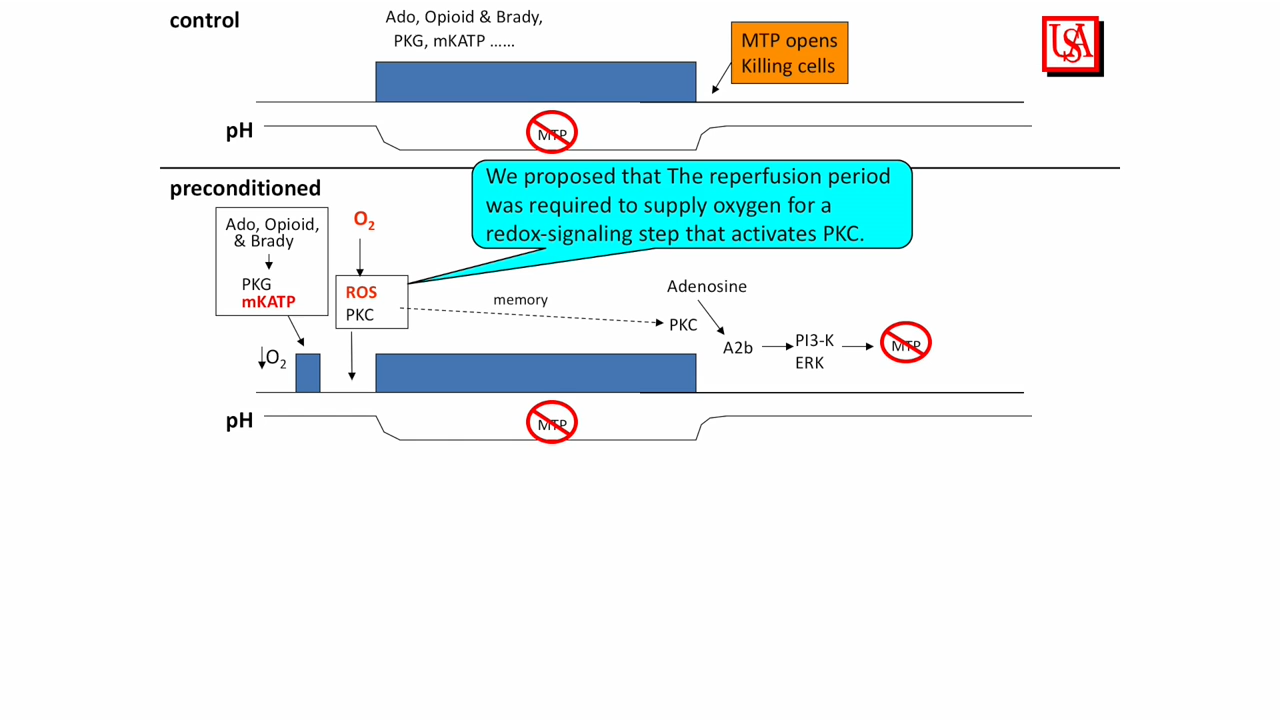 control
Ado, Opioid & Brady,
PKG, mKATP ......
MTP opens
Killing cells
USA
pH
MTP
preconditioned
We proposed that The reperfusion period
was required to supply oxygen for a
redox-signaling step that activates PKC.
Ado, Opioid,
& Brady
PKG
mKATP
O2
ROS
PKC
memory
Adenosine
PKC
A2b
PI3-K
ERK
MTP
↓O2
pH
MTP